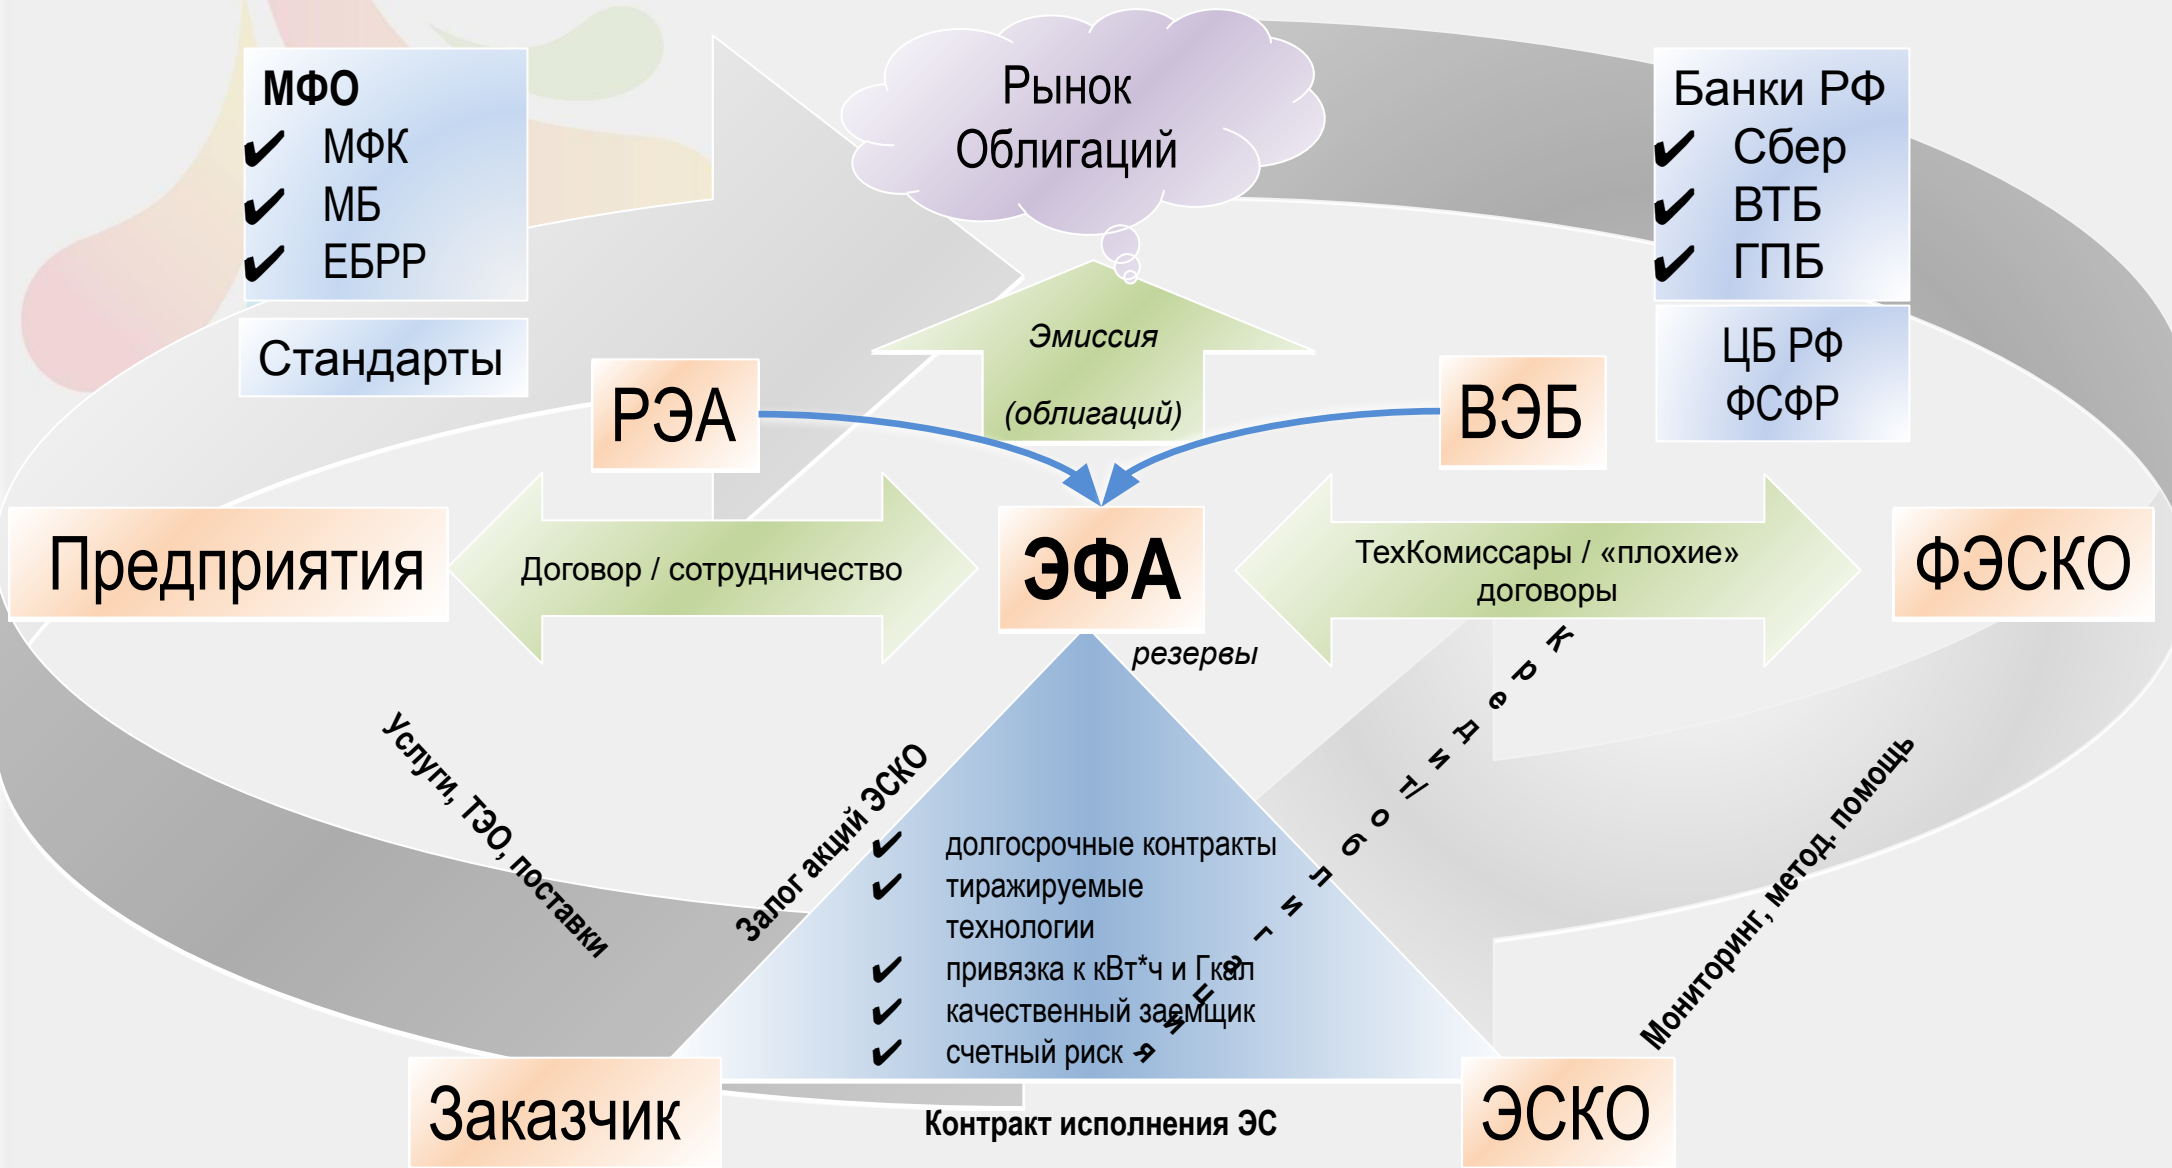 МФО
✔ МФК
✔ МБ
✔ ЕБРР
Стандарты
Рынок
Облигаций
Банки РФ
✔ Сбер
✔ ВТБ
✔ ГПБ
ЦБ РФ
ФСФР
Эмиссия
(облигаций)
РЭА
ВЭБ
Предприятия
Договор / сотрудничество
ЭФА
ТехКомиссары / «плохие»
договоры
ФЭСКО
резервы
Услуги, ТЭО, поставки
Залог акций ЭСКО
Кредит/облигация
Мониторинг, метод. помощь
✔ долгосрочные контракты
✔ тиражируемые
технологии
✔ привязка к кВт*ч и Гкал
✔ качественный заемщик
✔ счетный риск
Заказчик
Контракт исполнения ЭС
ЭСКО